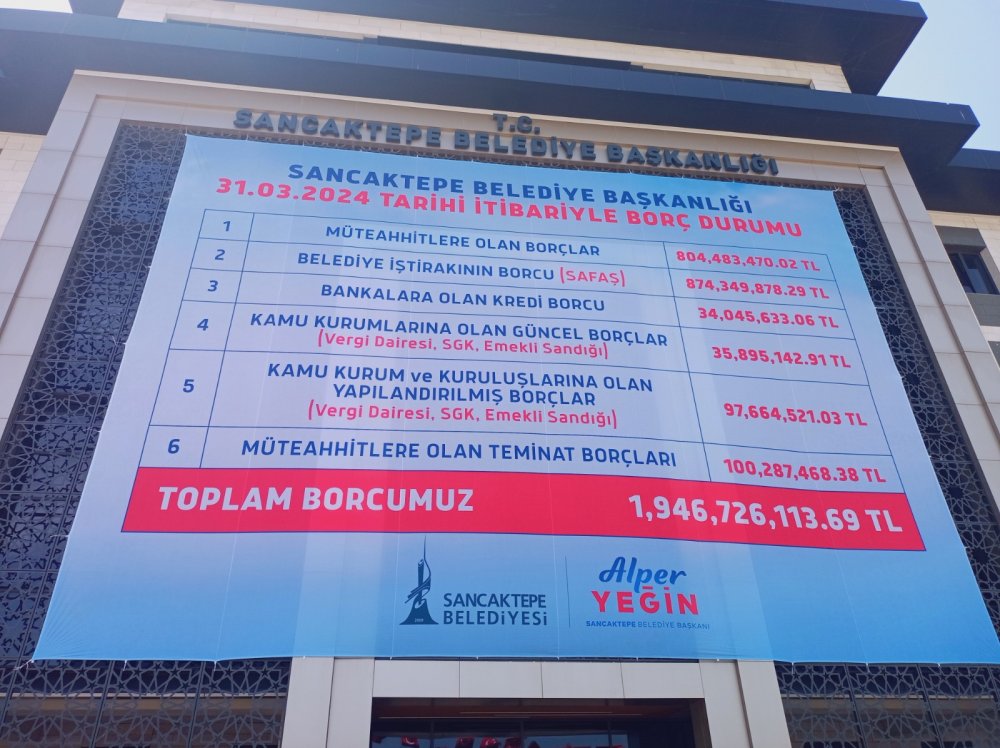 T.C.
SANCAKTEPE BELEDİYE BAŞKANLIĞI
SANCAKTEPE BELEDİYE BAŞKANLIĞI
31.03.2024 TARİHİ İTİBARİYLE BORÇ DURUMU
1 MÜTEAHHİTLERE OLAN BORÇLAR 804,483,470.02 TL
2 BELEDİYE İŞTİRAKININ BORCU (SAFAŞ) 874,349,878.29 TL
3 BANKALARA OLAN KREDİ BORCU 34,045,633.06 TL
4 KAMU KURUMLARINA OLAN GÜNCEL BORÇLAR 35,895,142.91 TL
(Vergi Dairesi, SGK, Emekli Sandığı)
5 KAMU KURUM ve KURULUŞLARINA OLAN
YAPILANDIRILMIŞ BORÇLAR 97,664,521.03 TL
(Vergi Dairesi, SGK, Emekli Sandığı)
6 MÜTEAHHİTLERE OLAN TEMİNAT BORÇLARI 100,287,468.38 TL
TOPLAM BORCUMUZ 1,946,726,113.69 TL
SANCAKTEPE
BELEDİYESİ
Alper
YEĞİN
SANCAKTEPE BELEDİYE BAŞKANI